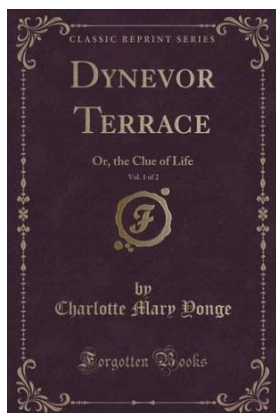 CLASSIC REPRINT SERIES
DYNEVOR
TERRACE
Or, the Clue of Life
Vol. 1 of 2
F
by
Charlotte Mary Yonge
Forgotten Books